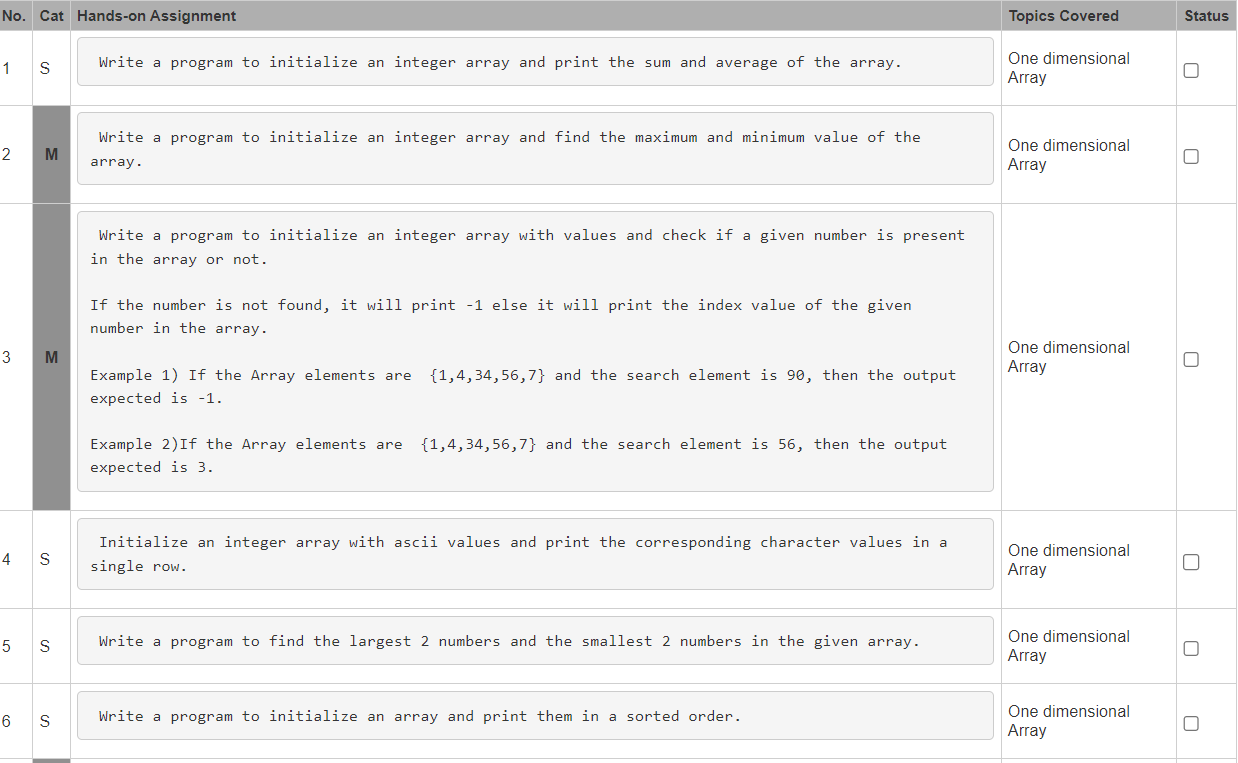 No. Cat Hands-on Assignment Topics Covered Status
1 S Write a program to initialize an integer array and print the sum and average of the array. One dimensional
Array
2 M Write a program to initialize an integer array and find the maximum and minimum value of the
array. One dimensional
Array
3 M Write a program to initialize an integer array with values and check if a given number is present
in the array or not.
If the number is not found, it will print -1 else it will print the index value of the given
number in the array.
Example 1) If the Array elements are {1,4,34,56,7} and the search element is 90, then the output
expected is -1.
Example 2)If the Array elements are {1,4,34,56,7} and the search element is 56, then the output
expected is 3.
One dimensional
Array
4 S Initialize an integer array with ascii values and print the corresponding character values in a
single row. One dimensional
Array
5 S Write a program to find the largest 2 numbers and the smallest 2 numbers in the given array. One dimensional
Array
6 S Write a program to initialize an array and print them in a sorted order. One dimensional
Array